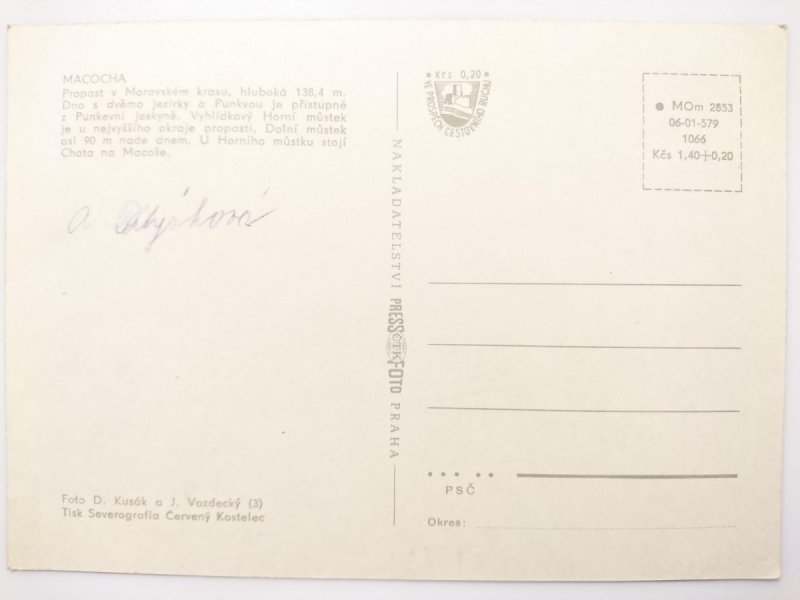 MACOCHA
Propast v Moravském krasu, hluboká 138,4 m.
Dno s dvěma jezírky a Punkvou je přístupné
z Punkevní jeskyně. Vyhlídkový Horní můstek
je u nejvyššího okraje propasti, Dolní můstek
asi 90 m nade dnem. U Horního můstku stojí
Chata na Macoše.
a
Foto D. Kusák a J. Vozdecký (3)
Tisk Severografia Červený Kostelec
NAKLADATELSTVÍ PRESSFOTO PRAHA
ČTK
Kčs 0,20
VE PROSPĚCH CESTOVNÍHO RUCHU
MOm 2853
06-01-579
1066
Kčs 1,40+0,20
PSČ
Okres: